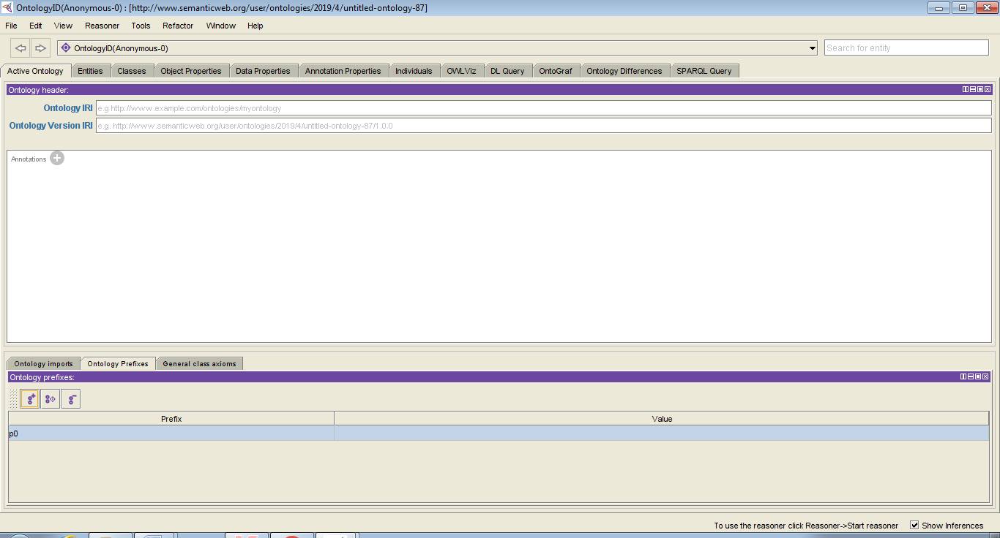 OntologyID(Anonymous-0) : [http://www.semanticweb.org/user/ontologies/2019/4/untitled-ontology-87]
File Edit View Reasoner Tools Refactor Window Help
OntologyID(Anonymous-0) Search for entity
Active Ontology Entities Classes Object Properties Data Properties Annotation Properties Individuals OWLViz DL Query OntoGraf Ontology Differences SPARQL Query
Ontology header:
Ontology IRI e.g http://www.example.com/ontologies/myontology
Ontology Version IRI e.g. http://www.semanticweb.org/user/ontologies/2019/4/untitled-ontology-87/1.0.0
Annotations
Ontology imports Ontology Prefixes General class axioms
Ontology prefixes:
Prefix Value
p0
To use the reasoner click Reasoner->Start reasoner Show Inferences